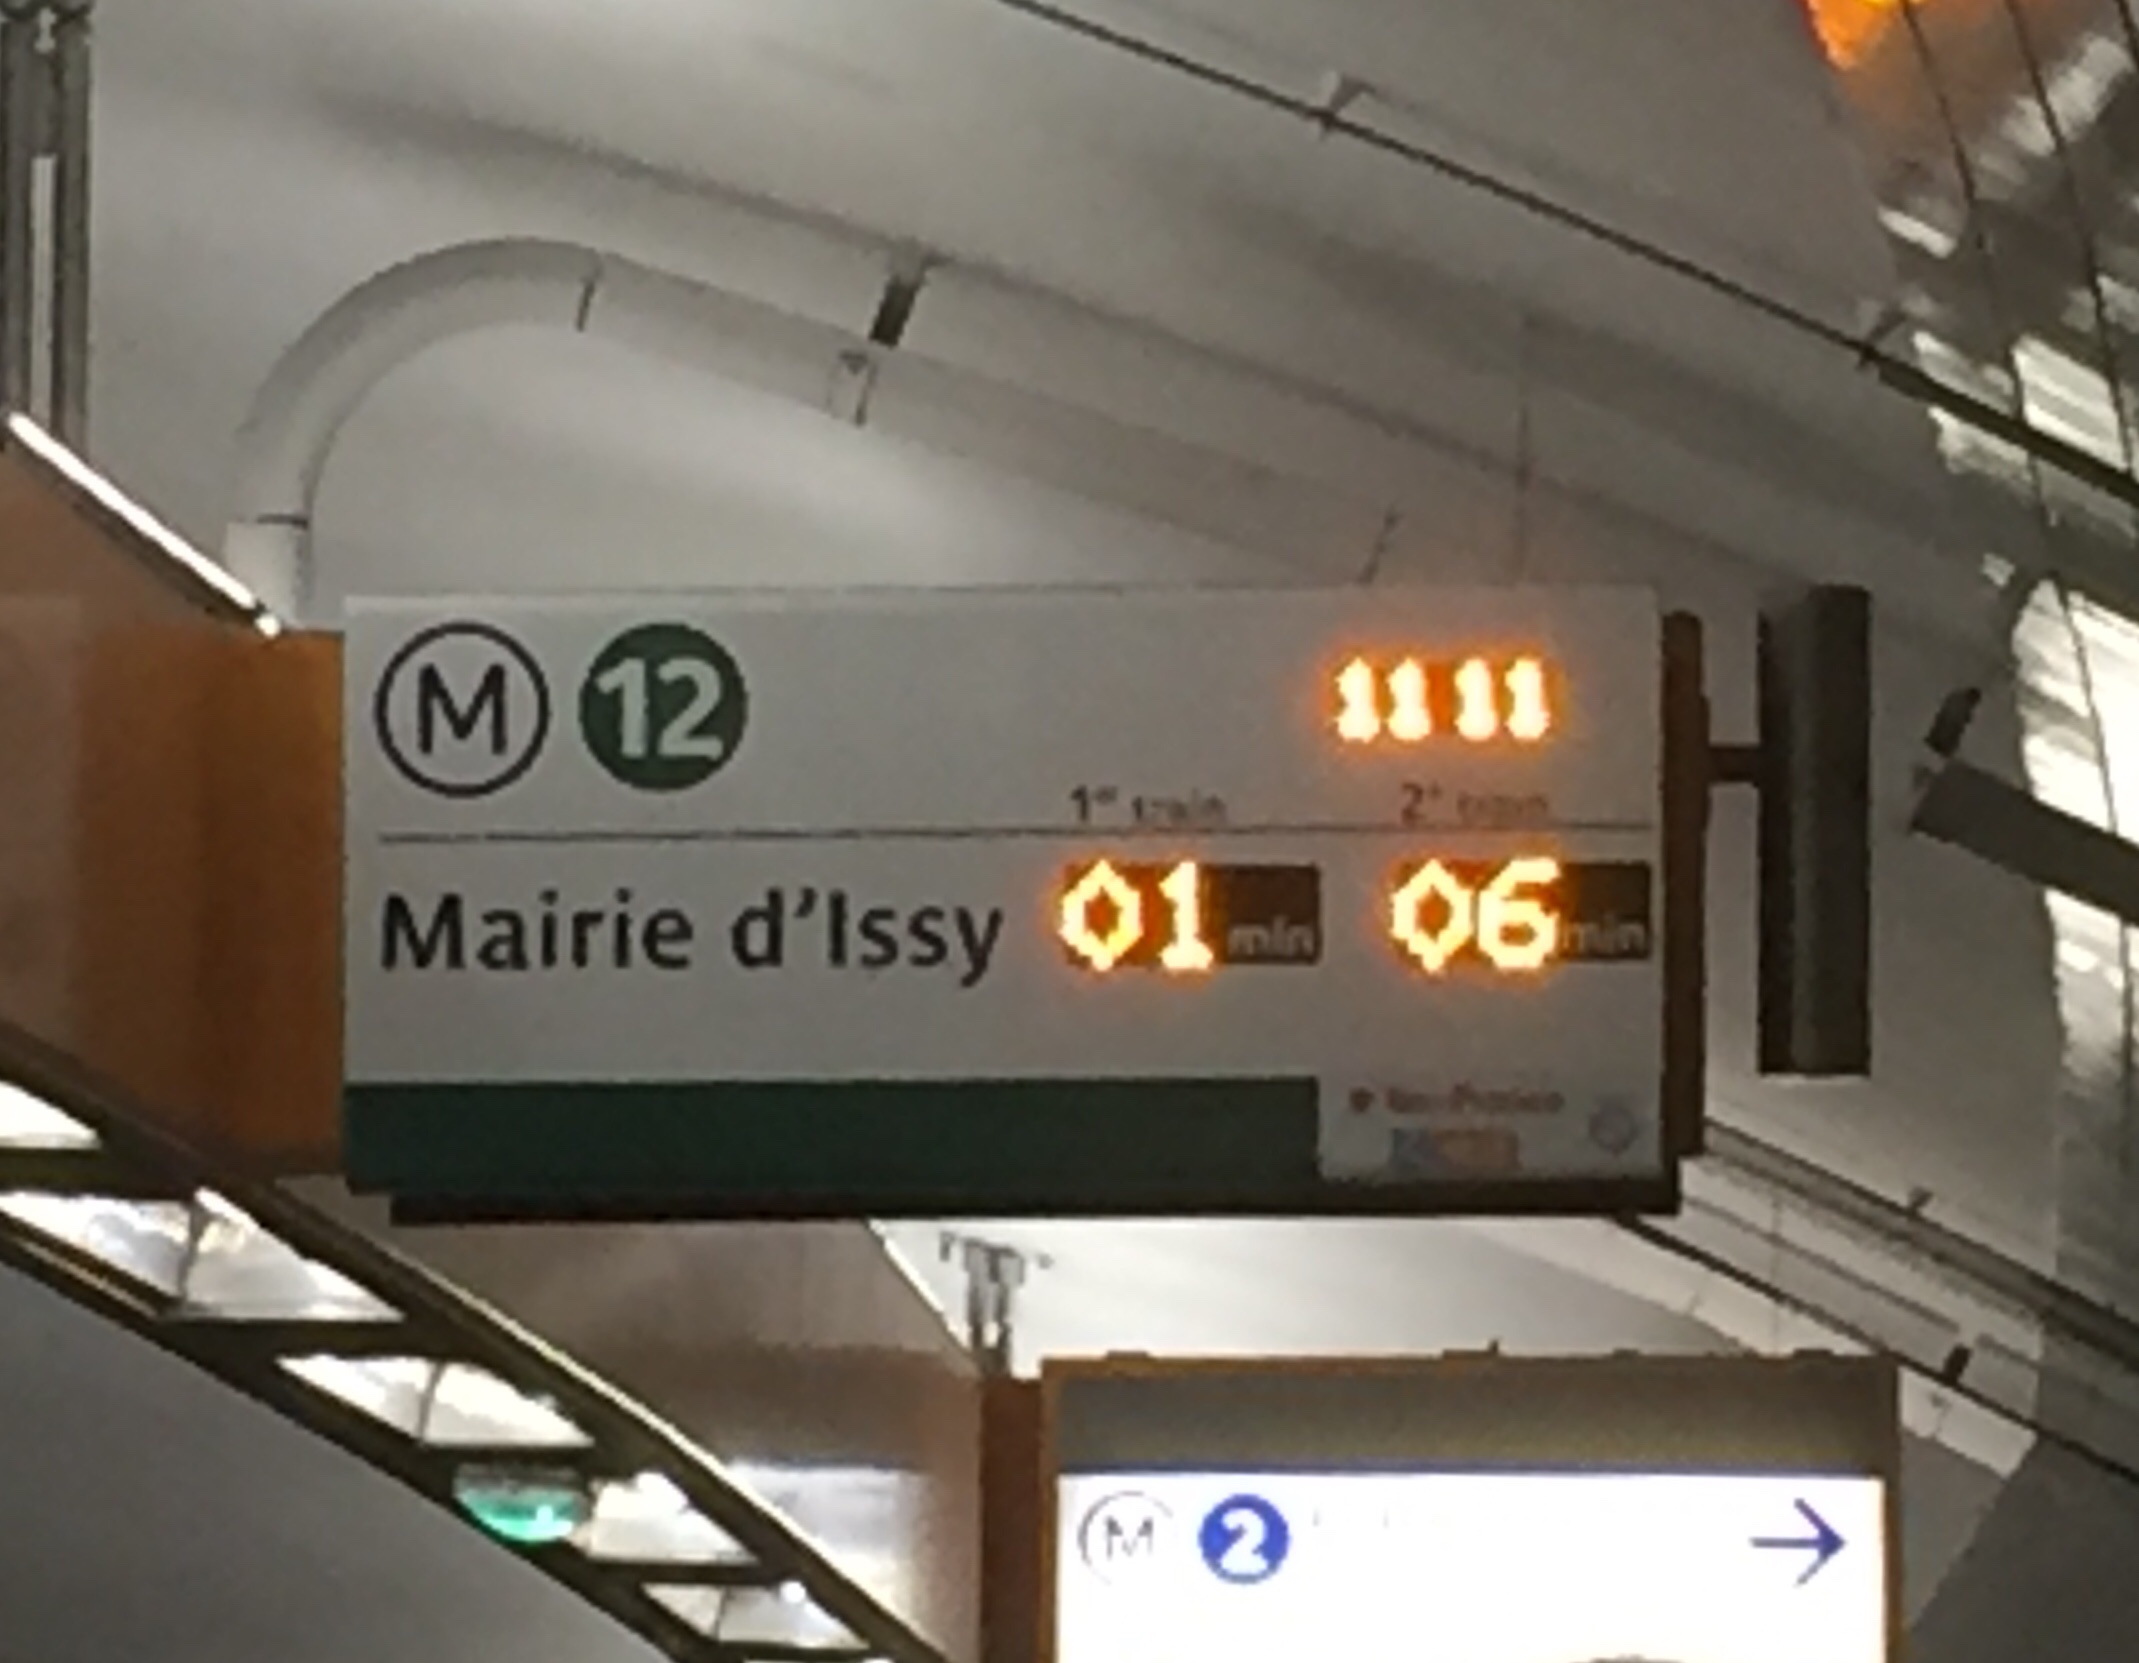 M 12 11 11
1er train 2e train
Mairie d'Issy 01 min 06 min
M 2 →